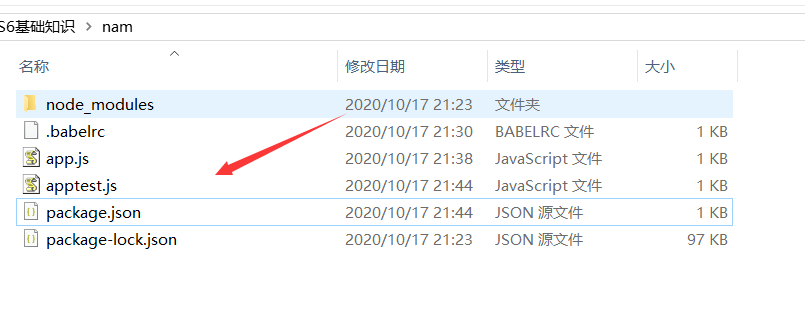 S6基础知识 > nam
名称 修改日期 类型 大小
node_modules 2020/10/17 21:23 文件夹
.babelrc 2020/10/17 21:30 BABELRC 文件 1 KB
app.js 2020/10/17 21:38 JavaScript 文件 1 KB
apptest.js 2020/10/17 21:44 JavaScript 文件 1 KB
package.json 2020/10/17 21:44 JSON 源文件 1 KB
package-lock.json 2020/10/17 21:23 JSON 源文件 97 KB